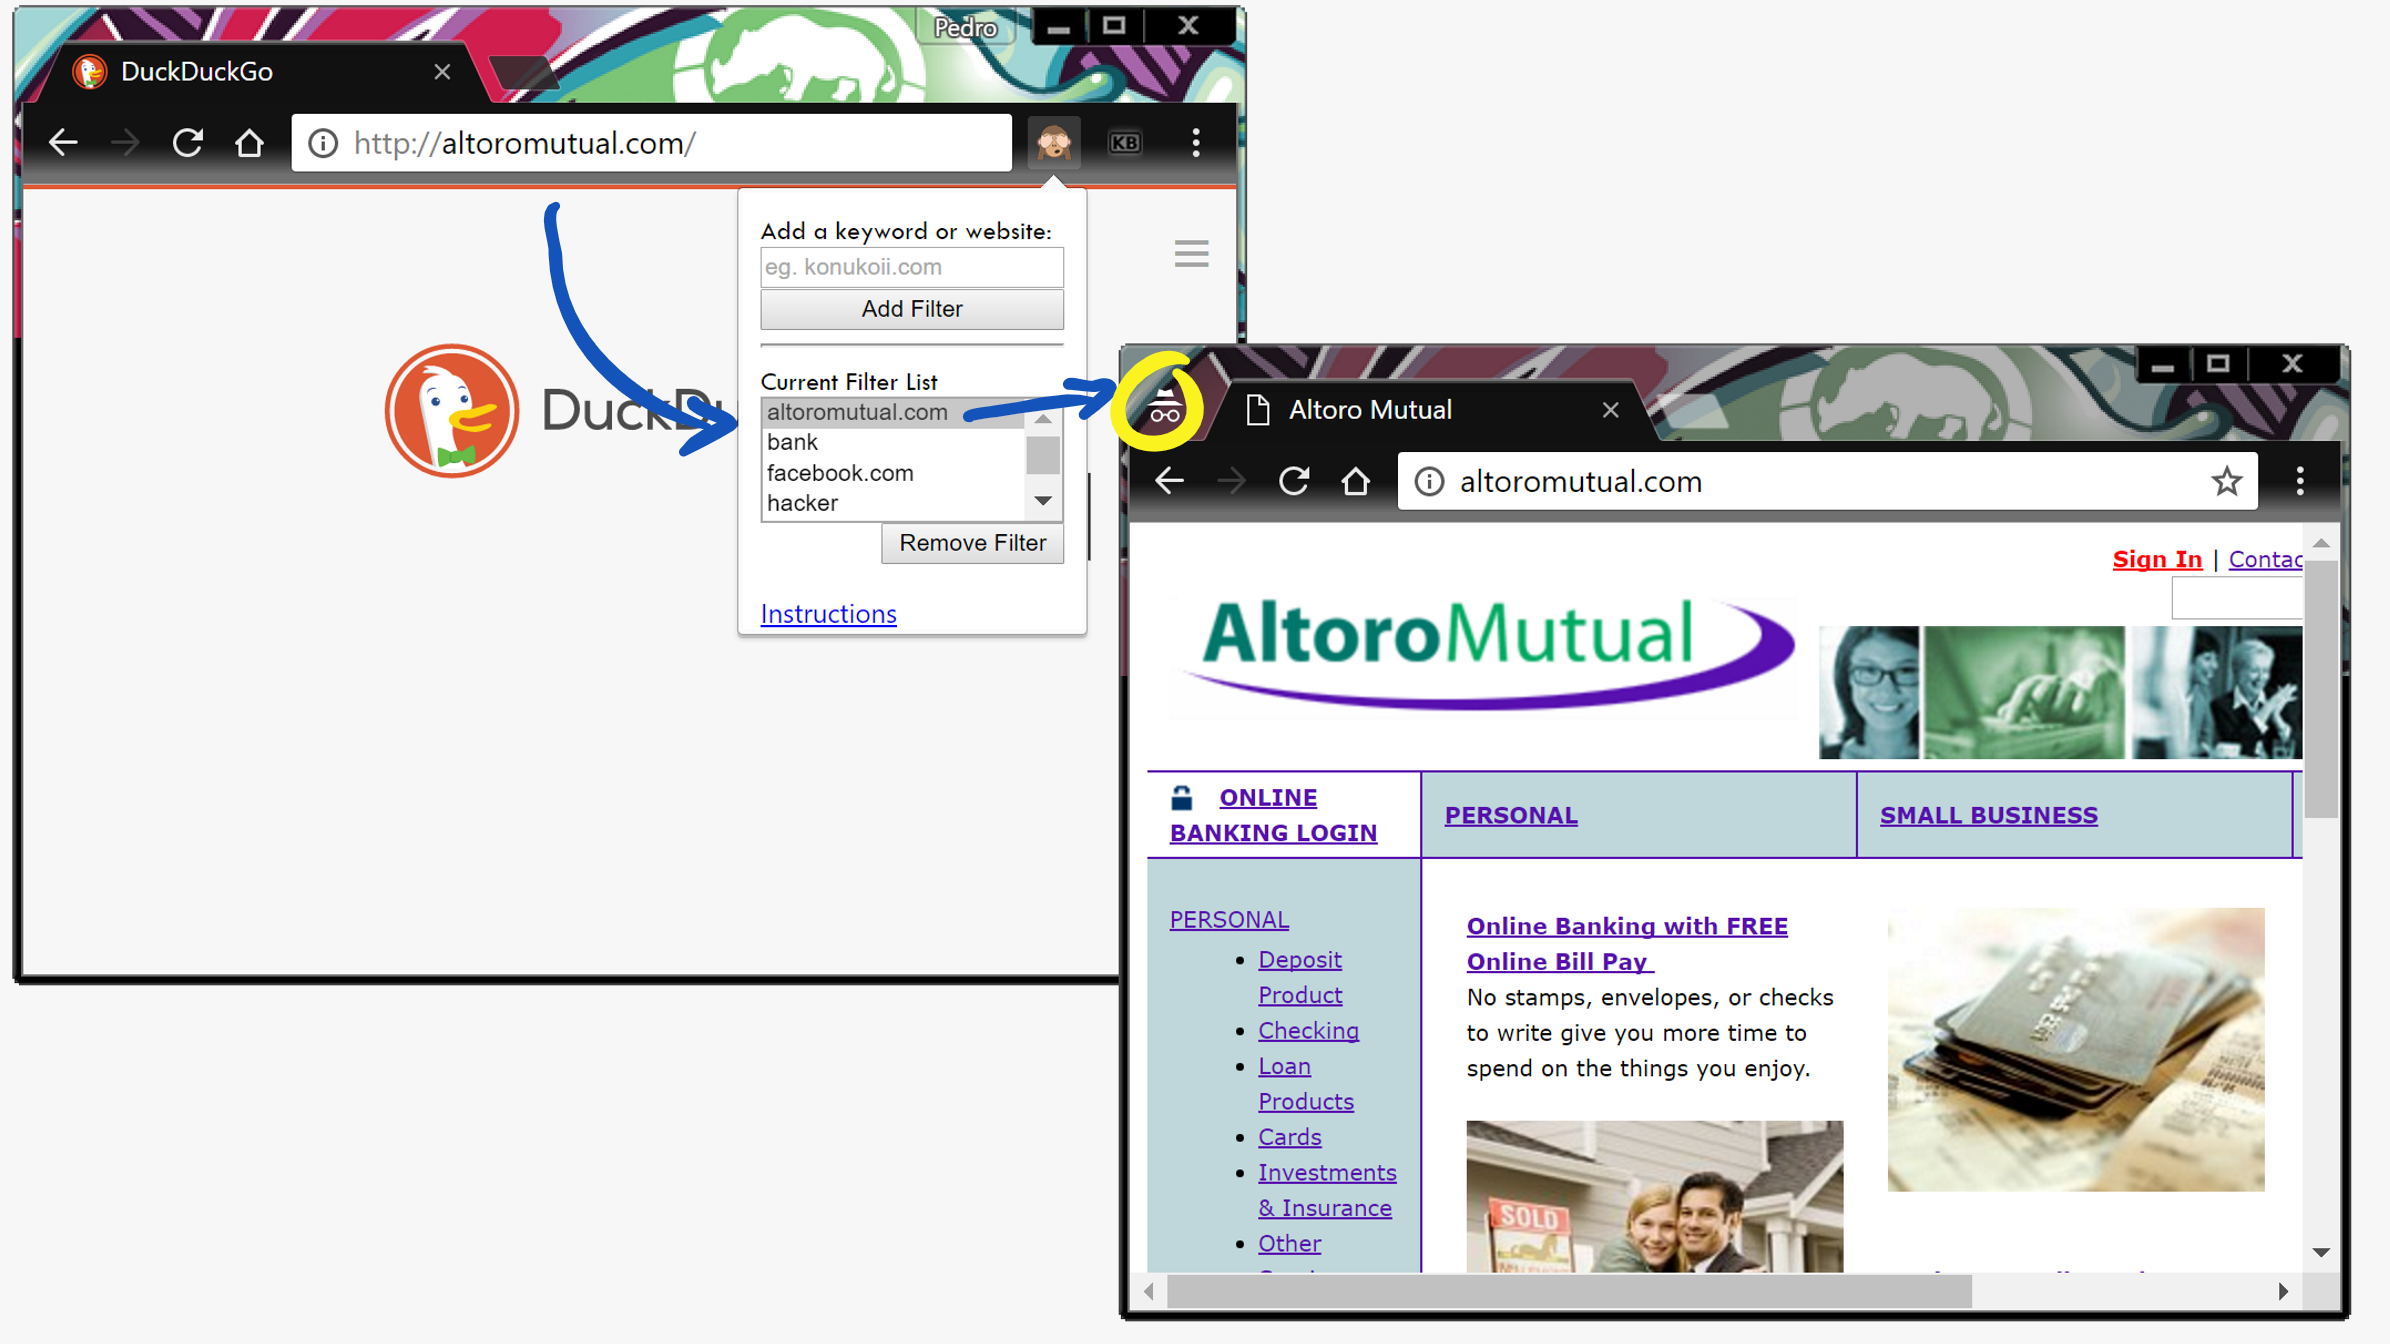 Pedro
DuckDuckGo
http://altoromutual.com/
KB
Add a keyword or website:
eg. konukoii.com
Add Filter
Current Filter List
altoromutual.com
bank
facebook.com
hacker
Remove Filter
Instructions
DuckDu
Altoro Mutual
altoromutual.com
Sign In | Contac
AltoroMutual
ONLINE
BANKING LOGIN
PERSONAL
SMALL BUSINESS
PERSONAL
Deposit
Product
Checking
Loan
Products
Cards
Investments
& Insurance
Other
Online Banking with FREE
Online Bill Pay
No stamps, envelopes, or checks
to write give you more time to
spend on the things you enjoy.
SOLD